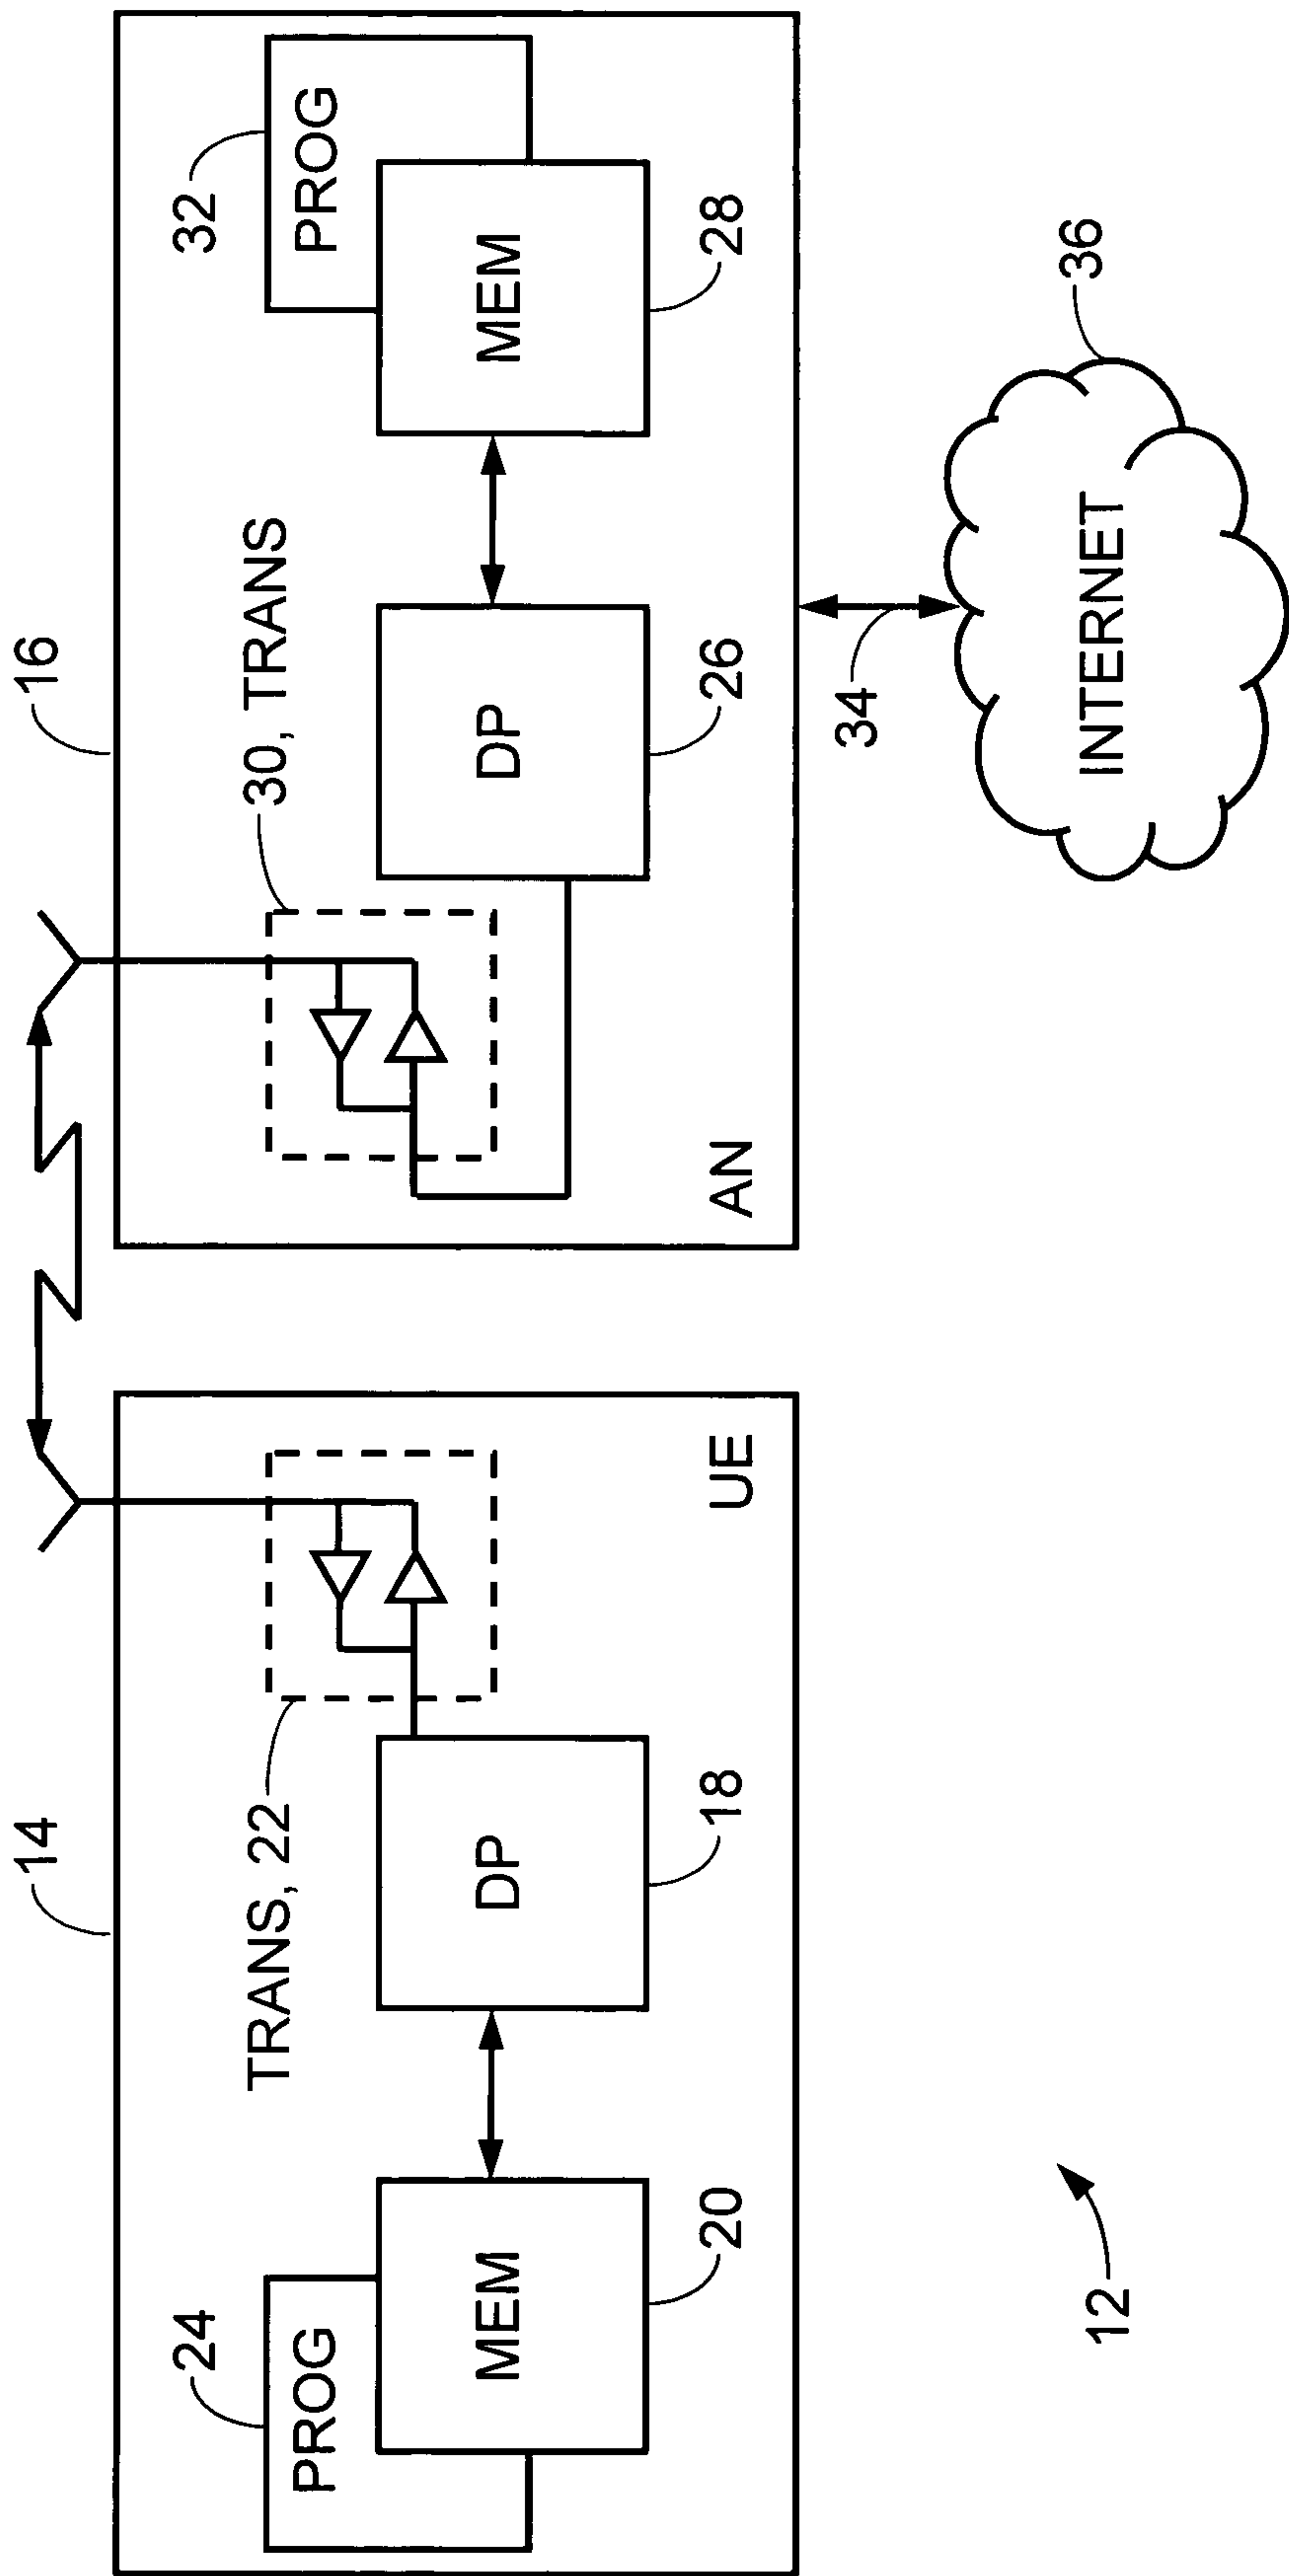 14
16
24
PROG
MEM
20
TRANS, 22
DP
18
UE
30, TRANS
DP
26
AN
32
PROG
MEM
28
34
INTERNET
36
12